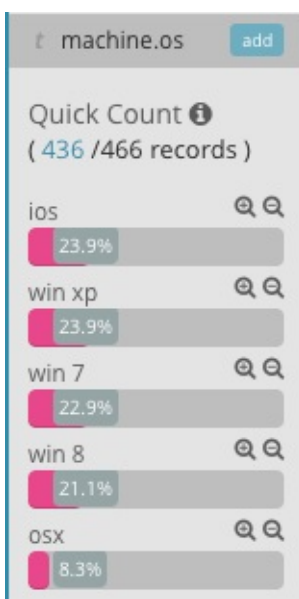 t machine.os add
Quick Count
( 436 /466 records )
ios
23.9%
win xp
23.9%
win 7
22.9%
win 8
21.1%
osx
8.3%